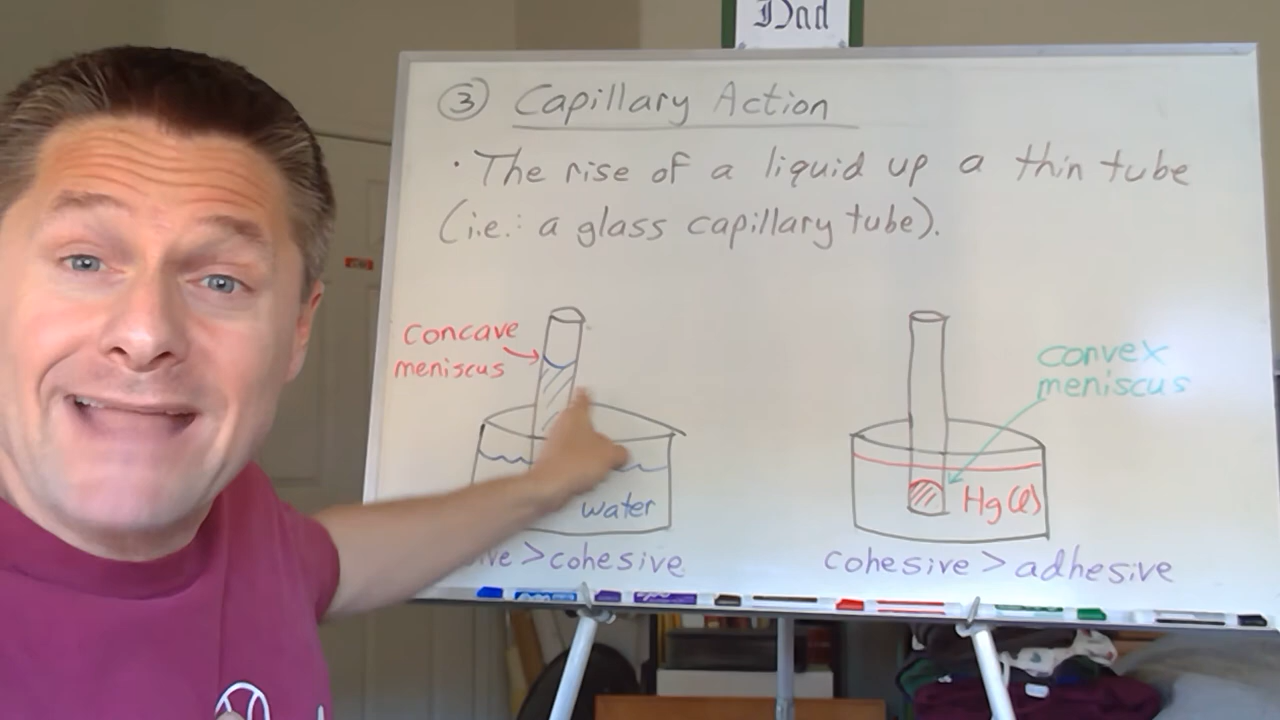 Dad
③ Capillary Action
· The rise of a liquid up a thin tube
(i.e.: a glass capillary tube).
Concave
meniscus
water
>cohesive
convex
meniscus
Hg(l)
cohesive > adhesive